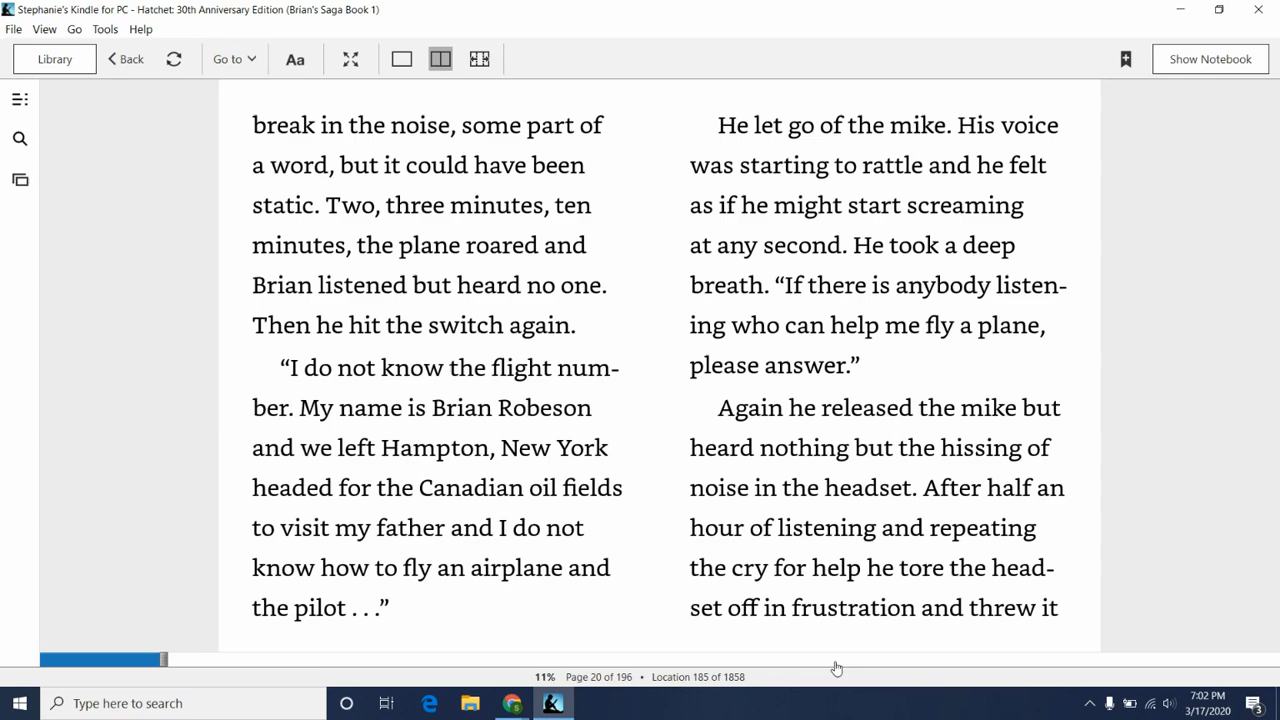 Stephanie's Kindle for PC - Hatchet: 30th Anniversary Edition (Brian's Saga Book 1)
File View Go Tools Help
Library Back Go to Aa Show Notebook
break in the noise, some part of
a word, but it could have been
static. Two, three minutes, ten
minutes, the plane roared and
Brian listened but heard no one.
Then he hit the switch again.
“I do not know the flight num-
ber. My name is Brian Robeson
and we left Hampton, New York
headed for the Canadian oil fields
to visit my father and I do not
know how to fly an airplane and
the pilot . . .”
He let go of the mike. His voice
was starting to rattle and he felt
as if he might start screaming
at any second. He took a deep
breath. “If there is anybody listen-
ing who can help me fly a plane,
please answer.”
Again he released the mike but
heard nothing but the hissing of
noise in the headset. After half an
hour of listening and repeating
the cry for help he tore the head-
set off in frustration and threw it
11% Page 20 of 196 • Location 185 of 1858
Type here to search
7:02 PM
3/17/2020
3